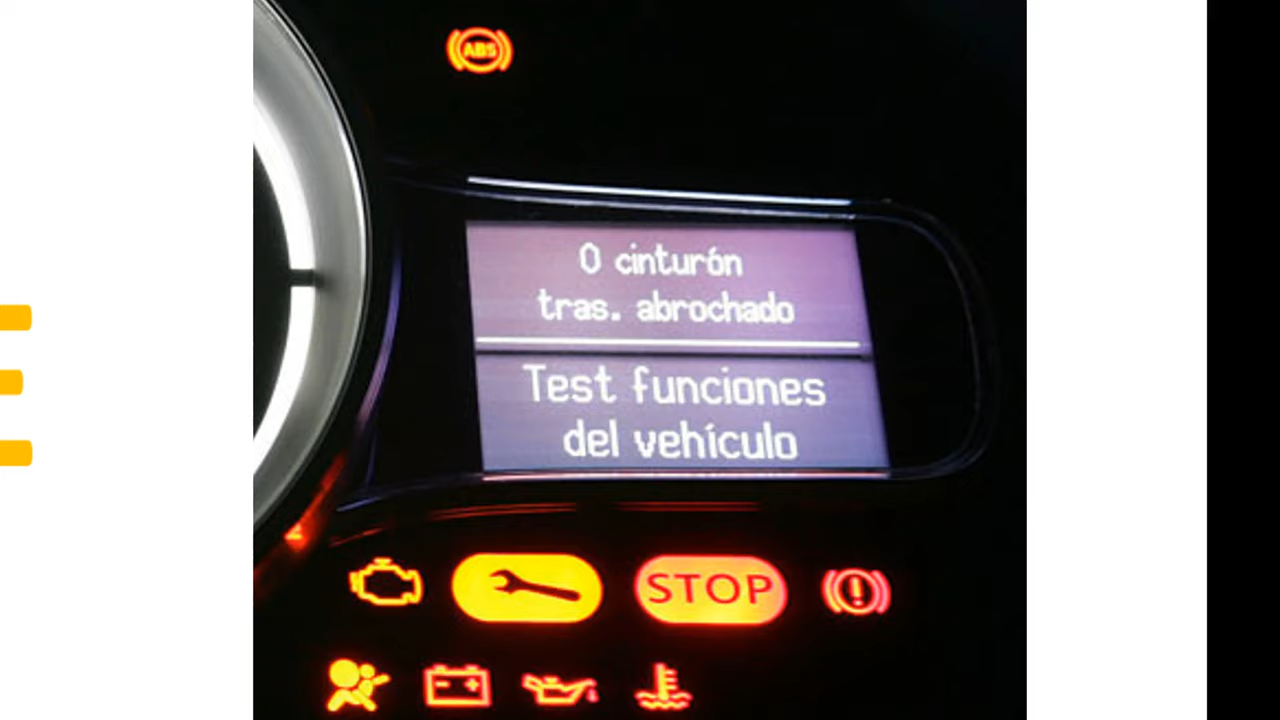 ABS
0 cinturón
tras. abrochado
Test funciones
del vehículo
STOP